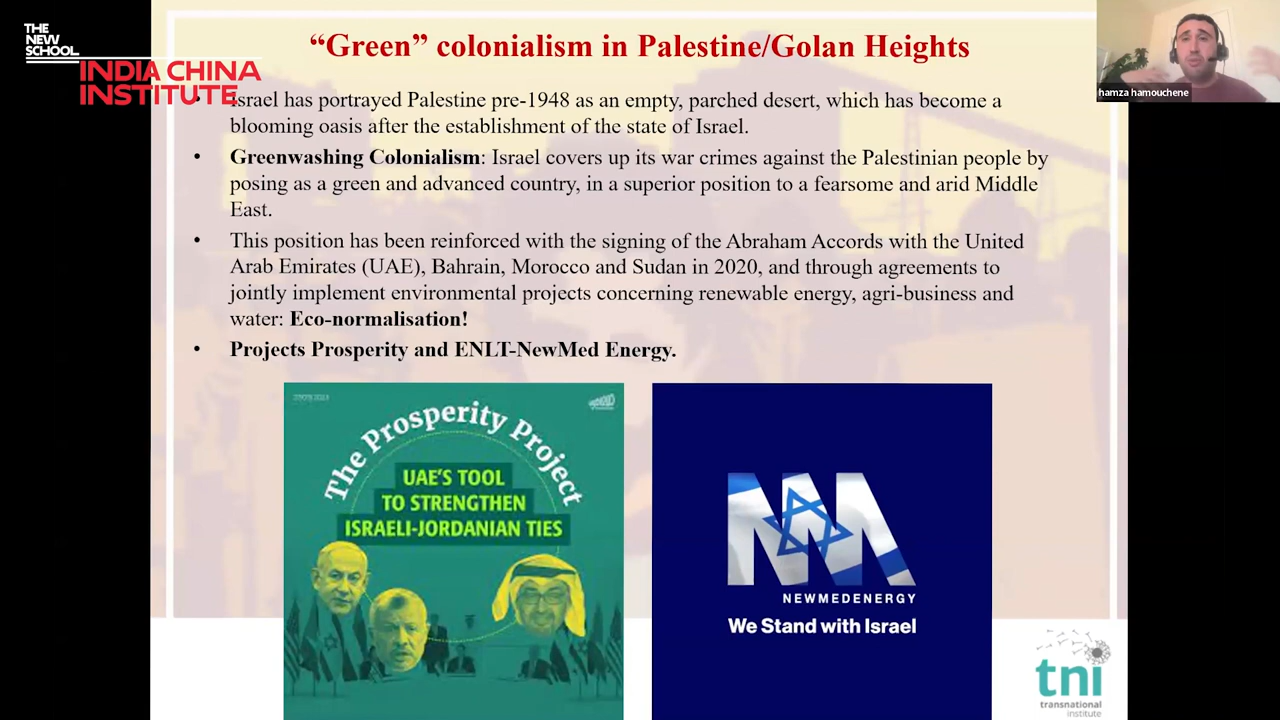 THE
NEW
SCHOOL
INDIA CHINA
INSTITUTE
hamza hamouchene
“Green” colonialism in Palestine/Golan Heights
• Israel has portrayed Palestine pre-1948 as an empty, parched desert, which has become a
blooming oasis after the establishment of the state of Israel.
• Greenwashing Colonialism: Israel covers up its war crimes against the Palestinian people by
posing as a green and advanced country, in a superior position to a fearsome and arid Middle
East.
• This position has been reinforced with the signing of the Abraham Accords with the United
Arab Emirates (UAE), Bahrain, Morocco and Sudan in 2020, and through agreements to
jointly implement environmental projects concerning renewable energy, agri-business and
water: Eco-normalisation!
• Projects Prosperity and ENLT-NewMed Energy.
The Prosperity Project
UAE'S TOOL
TO STRENGTHEN
ISRAELI-JORDANIAN TIES
NEWMEDENERGY
We Stand with Israel
tni
transnational
institute